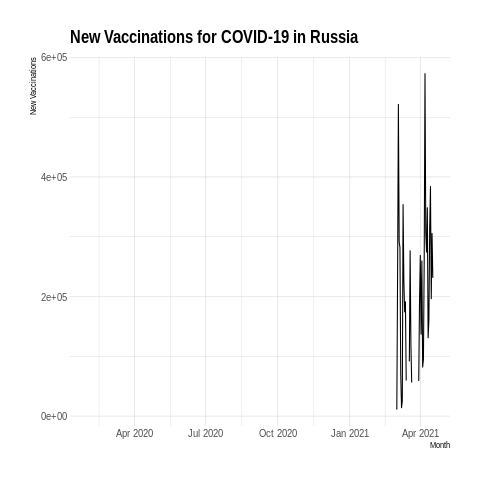 New Vaccinations for COVID-19 in Russia
New Vaccinations
6e+05
4e+05
2e+05
0e+00
Apr 2020 Jul 2020 Oct 2020 Jan 2021 Apr 2021
Month